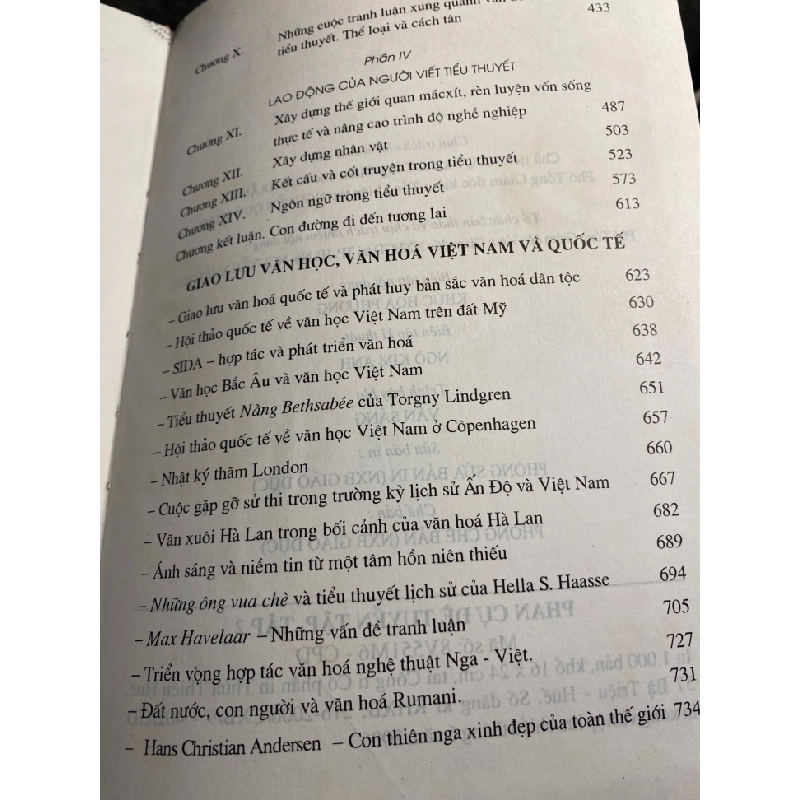 Chương X. Những cuộc tranh luận xung quanh
tiểu thuyết. Thể loại và cách tân 433
Phần IV
LAO ĐỘNG CỦA NGƯỜI VIẾT TIỂU THUYẾT
Chương XI. Xây dựng thế giới quan mácxít, rèn luyện vốn sống
thực tế và nâng cao trình độ nghề nghiệp 487
Chương XII. Xây dựng nhân vật 503
Chương XIII. Kết cấu và cốt truyện trong tiểu thuyết 523
Chương XIV. Ngôn ngữ trong tiểu thuyết 573
Chương kết luận. Con đường đi đến tương lai 613
GIAO LƯU VĂN HỌC, VĂN HOÁ VIỆT NAM VÀ QUỐC TẾ
– Giao lưu văn hoá quốc tế và phát huy bản sắc văn hoá dân tộc 623
– Hội thảo quốc tế về văn học Việt Nam trên đất Mỹ 630
– SIDA – hợp tác và phát triển văn hoá 638
– Văn học Bắc Âu và văn học Việt Nam 642
– Tiểu thuyết Nàng Bethsabée của Torgny Lindgren 651
– Hội thảo quốc tế về văn học Việt Nam ở Côpenhagen 657
– Nhật ký thăm London 660
– Cuộc gặp gỡ sử thi trong trường kỳ lịch sử Ấn Độ và Việt Nam 667
– Văn xuôi Hà Lan trong bối cảnh của văn hoá Hà Lan 682
– Ánh sáng và niềm tin từ một tâm hồn niên thiếu 689
– Những ông vua chè và tiểu thuyết lịch sử của Hella S. Haasse 694
– Max Havelaar – Những vấn đề tranh luận 705
– Triển vọng hợp tác văn hoá nghệ thuật Nga - Việt. 727
– Đất nước, con người và văn hoá Rumani. 731
– Hans Christian Andersen – Con thiên nga xinh đẹp của toàn thế giới 734